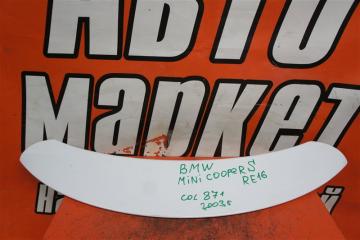 АВТО
маркет
BMW
MiNi COOPER S
RE16
COL 871
2003г